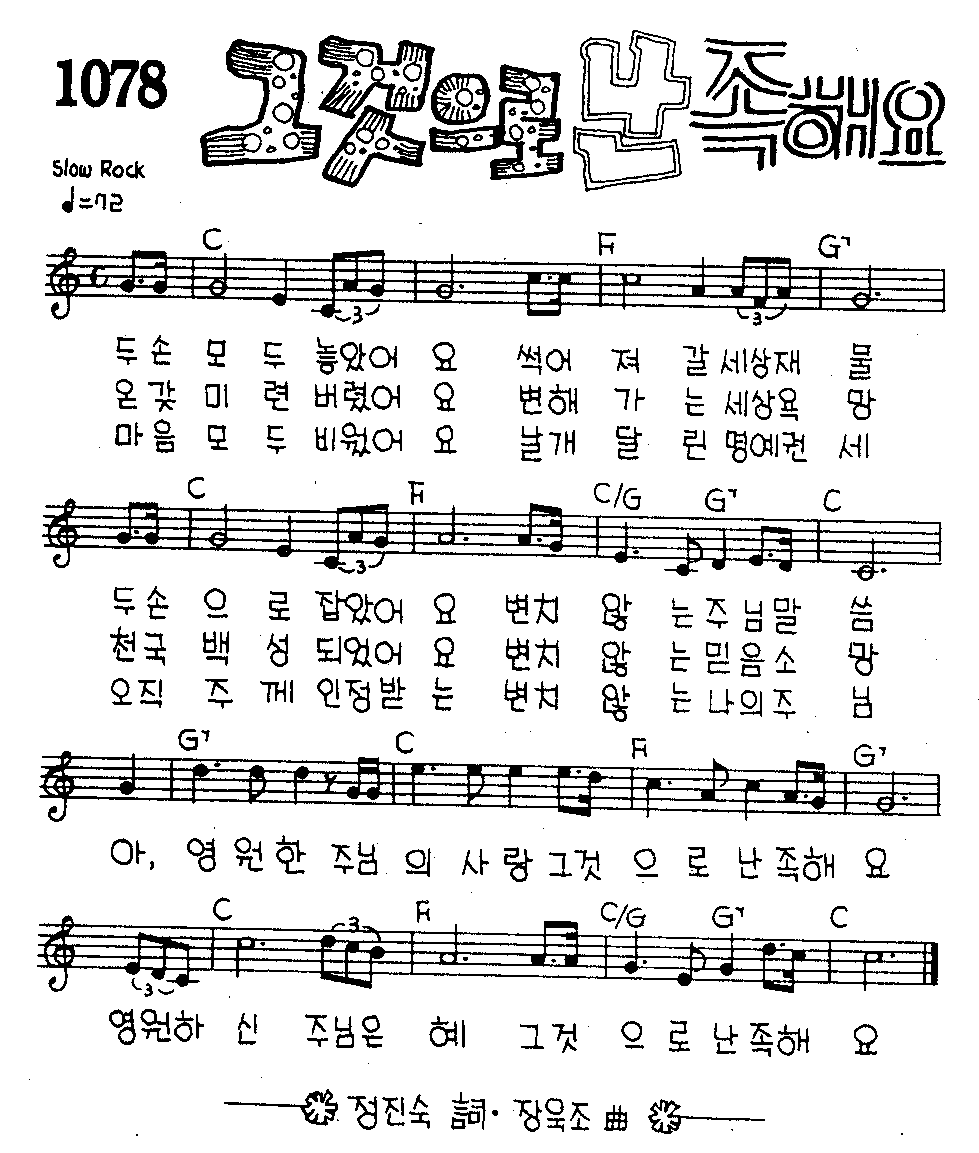 1078 그것으로 난 족해요
Slow Rock
♩=72
C F G7
3 3
두손 모 두 놓았어 요 썩어 져 갈 세상재 물
온갖 미 련 버렸어 요 변해 가 는 세상욕 망
마음 모 두 비웠어 요 날개 달 린 명예권 세
C F C/G G7 C
3
두손 으 로 잡았어 요 변치 않 는 주님말 씀
천국 백 성 되었어 요 변치 않 는 믿음소 망
오직 주 께 인정받 는 변치 않 는 나의주 님
G7 C F G7
아, 영 원 한 주님 의 사 랑 그것 으 로 난 족해 요
C F C/G G7 C
3 3
영원하 신 주님은 혜 그것 으 로 난 족해 요
정진숙 詞· 장욱조 曲